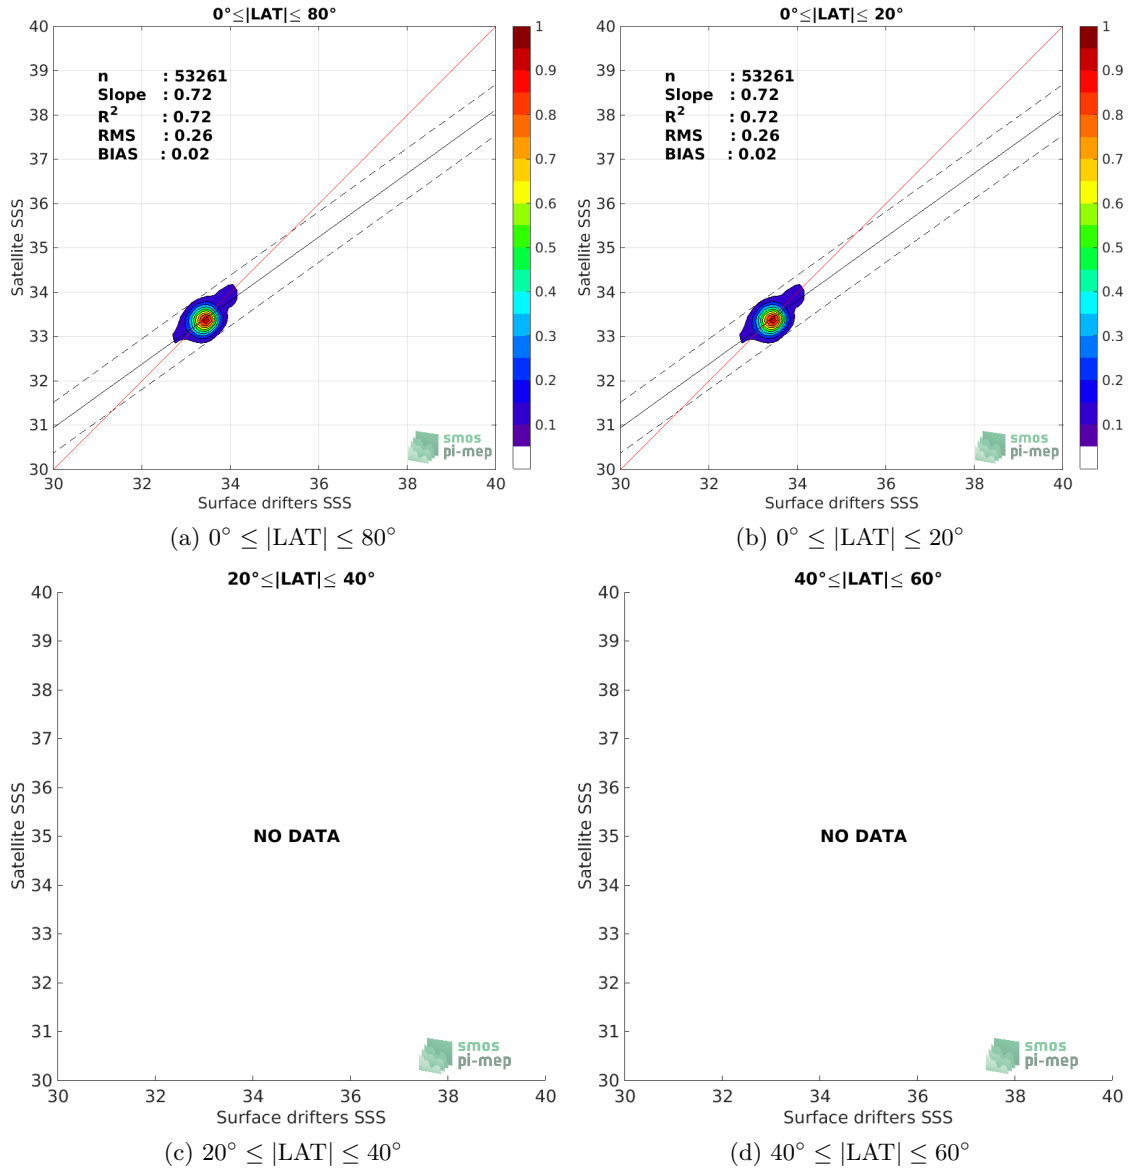 0°≤|LAT|≤ 80°
40
39
38
37
36
35
34
33
32
31
30
Satellite SSS
n : 53261
Slope : 0.72
R² : 0.72
RMS : 0.26
BIAS : 0.02
smos
pi-mep
30 32 34 36 38 40
Surface drifters SSS
1
0.9
0.8
0.7
0.6
0.5
0.4
0.3
0.2
0.1
(a) 0° ≤ |LAT| ≤ 80°
0°≤|LAT|≤ 20°
40
39
38
37
36
35
34
33
32
31
30
Satellite SSS
n : 53261
Slope : 0.72
R² : 0.72
RMS : 0.26
BIAS : 0.02
smos
pi-mep
30 32 34 36 38 40
Surface drifters SSS
1
0.9
0.8
0.7
0.6
0.5
0.4
0.3
0.2
0.1
(b) 0° ≤ |LAT| ≤ 20°
20°≤|LAT|≤ 40°
40
39
38
37
36
35
34
33
32
31
30
Satellite SSS
NO DATA
smos
pi-mep
30 32 34 36 38 40
Surface drifters SSS
(c) 20° ≤ |LAT| ≤ 40°
40°≤|LAT|≤ 60°
40
39
38
37
36
35
34
33
32
31
30
Satellite SSS
NO DATA
smos
pi-mep
30 32 34 36 38 40
Surface drifters SSS
(d) 40° ≤ |LAT| ≤ 60°